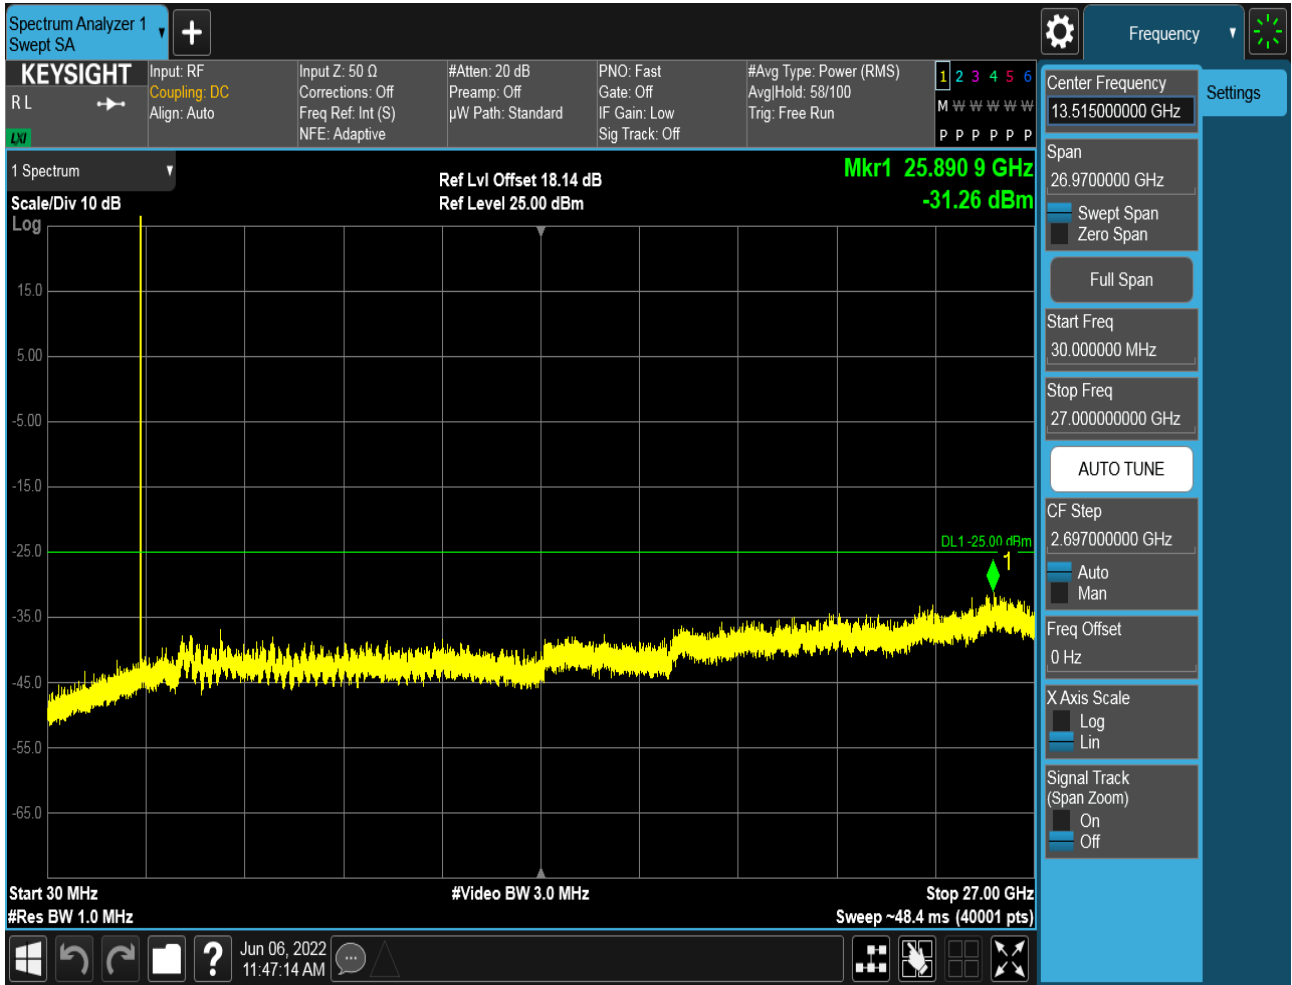 Spectrum Analyzer 1
Swept SA
Frequency
KEYSIGHT
R L
LXI
Input: RF
Coupling: DC
Align: Auto
Input Z: 50 Ω
Corrections: Off
Freq Ref: Int (S)
NFE: Adaptive
#Atten: 20 dB
Preamp: Off
µW Path: Standard
PNO: Fast
Gate: Off
IF Gain: Low
Sig Track: Off
#Avg Type: Power (RMS)
Avg|Hold: 58/100
Trig: Free Run
1 2 3 4 5 6
M W W W W W
P P P P P P
1 Spectrum
Scale/Div 10 dB
Log
Ref Lvl Offset 18.14 dB
Ref Level 25.00 dBm
Mkr1 25.890 9 GHz
-31.26 dBm
15.0
5.00
-5.00
-15.0
-25.0
-35.0
-45.0
-55.0
-65.0
DL1 -25.00 dBm
1
Start 30 MHz
#Res BW 1.0 MHz
#Video BW 3.0 MHz
Stop 27.00 GHz
Sweep ~48.4 ms (40001 pts)
Center Frequency
13.515000000 GHz
Span
26.9700000 GHz
Swept Span
Zero Span
Full Span
Start Freq
30.000000 MHz
Stop Freq
27.000000000 GHz
AUTO TUNE
CF Step
2.697000000 GHz
Auto
Man
Freq Offset
0 Hz
X Axis Scale
Log
Lin
Signal Track
(Span Zoom)
On
Off
Settings
?
Jun 06, 2022
11:47:14 AM